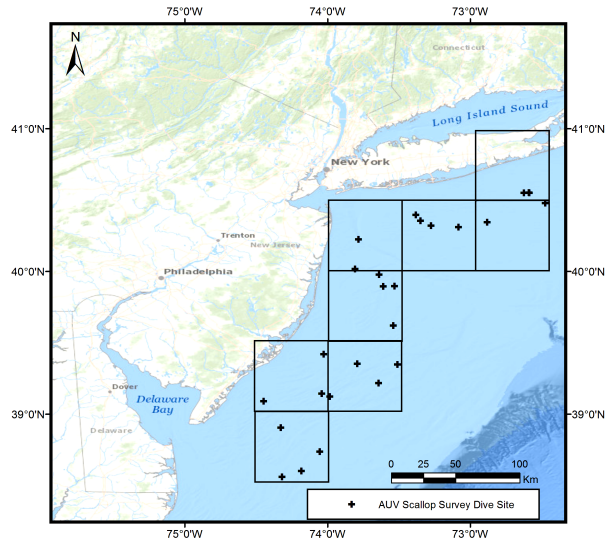 75°0'W 74°0'W 73°0'W
N
Connecticut
41°0'N 41°0'N
Long Island Sound
New York
Trenton
New Jersey
40°0'N 40°0'N
Philadelphia
Dover
Delaware
Bay
39°0'N 39°0'N
Delaware
0 25 50 100
Km
AUV Scallop Survey Dive Site
75°0'W 74°0'W 73°0'W